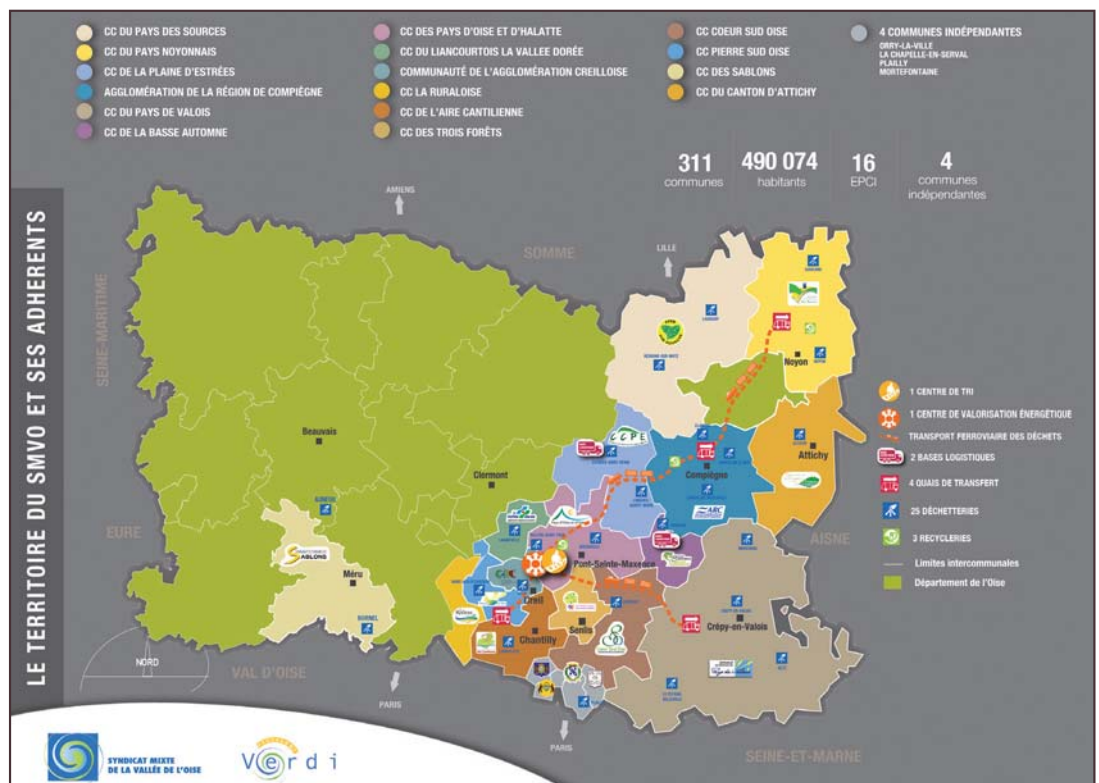 LE TERRITOIRE DU SMVO ET SES ADHERENTS
CC DU PAYS DES SOURCES
CC DU PAYS NOYONNAIS
CC DE LA PLAINE D'ESTRÉES
AGGLOMÉRATION DE LA RÉGION DE COMPIÈGNE
CC DU PAYS DE VALOIS
CC DE LA BASSE AUTOMNE
CC DES PAYS D'OISE ET D'HALATTE
CC DU LIANCOURTOIS LA VALLEE DORÉE
COMMUNAUTÉ DE L'AGGLOMÉRATION CREILLOISE
CC LA RURALOISE
CC DE L'AIRE CANTILIENNE
CC DES TROIS FORÊTS
CC COEUR SUD OISE
CC PIERRE SUD OISE
CC DES SABLONS
CC DU CANTON D'ATTICHY
4 COMMUNES INDÉPENDANTES
ORRY-LA-VILLE
LA CHAPELLE-EN-SERVAL
PLAILLY
MORTEFONTAINE
311
communes
490 074
habitants
16
EPCI
4
communes
indépendantes
AMIENS
SOMME
LILLE
SEINE-MARITIME
Noyon
Beauvais
Clermont
CCPE
Compiègne
Attichy
ARC
AUNEUIL
SABLONS
Méru
BORNEL
EURE
AISNE
Pont-Sainte-Maxence
Creil
Chantilly
Senlis
Crépy-en-Valois
NORD
VAL D'OISE
PARIS
PARIS
SEINE-ET-MARNE
1 CENTRE DE TRI
1 CENTRE DE VALORISATION ÉNERGÉTIQUE
TRANSPORT FERROVIAIRE DES DÉCHETS
2 BASES LOGISTIQUES
4 QUAIS DE TRANSFERT
25 DÉCHETTERIES
3 RECYCLERIES
Limites intercommunales
Département de l'Oise
SYNDICAT MIXTE
DE LA VALLÉE DE L'OISE
Verdi